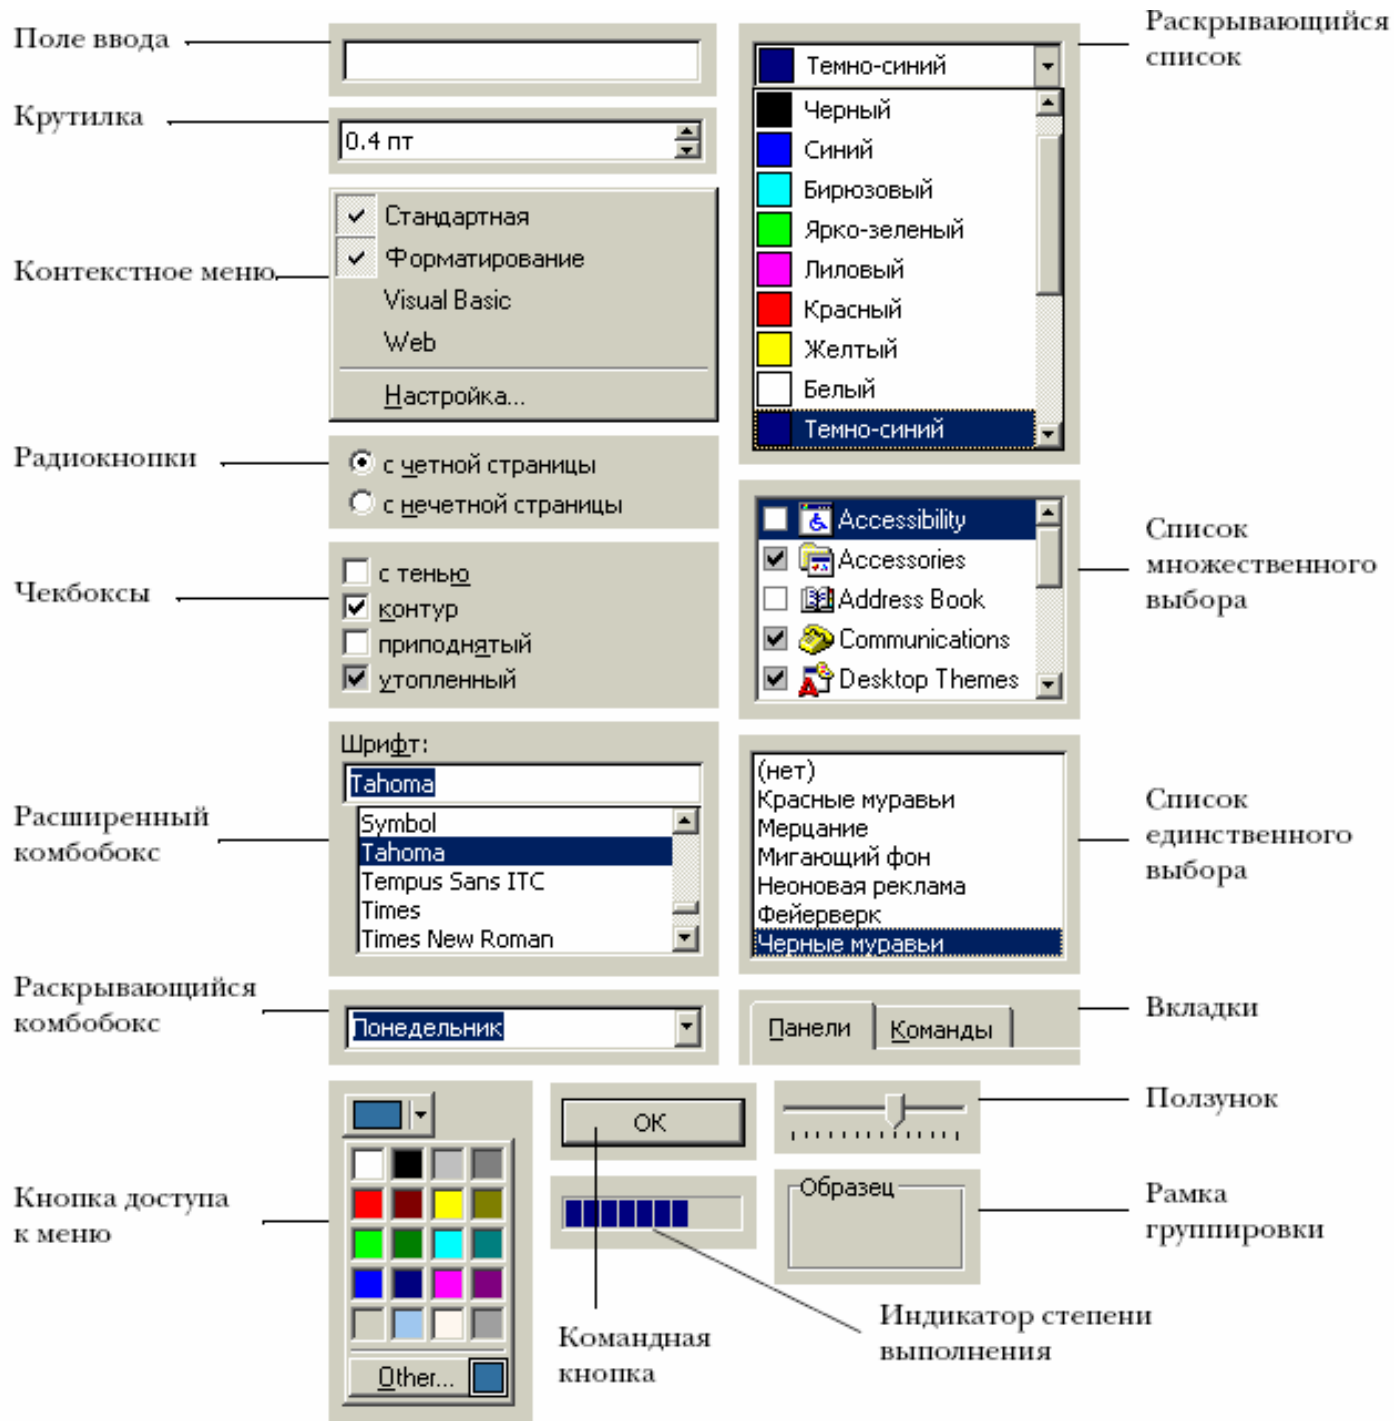 Поле ввода
Крутилка
0.4 пт
Контекстное меню
Стандартная
Форматирование
Visual Basic
Web
Настройка...
Радиокнопки
с четной страницы
с нечетной страницы
Чекбоксы
с тенью
контур
приподнятый
утопленный
Расширенный
комбобокс
Шрифт:
Tahoma
Symbol
Tahoma
Tempus Sans ITC
Times
Times New Roman
Раскрывающийся
комбобокс
Понедельник
Раскрывающийся
список
Темно-синий
Черный
Синий
Бирюзовый
Ярко-зеленый
Лиловый
Красный
Желтый
Белый
Темно-синий
Список
множественного
выбора
Accessibility
Accessories
Address Book
Communications
Desktop Themes
Список
единственного
выбора
(нет)
Красные муравьи
Мерцание
Мигающий фон
Неоновая реклама
Фейерверк
Черные муравьи
Вкладки
Панели
Команды
Кнопка доступа
к меню
Other...
OK
Командная
кнопка
Индикатор степени
выполнения
Ползунок
Образец
Рамка
группировки